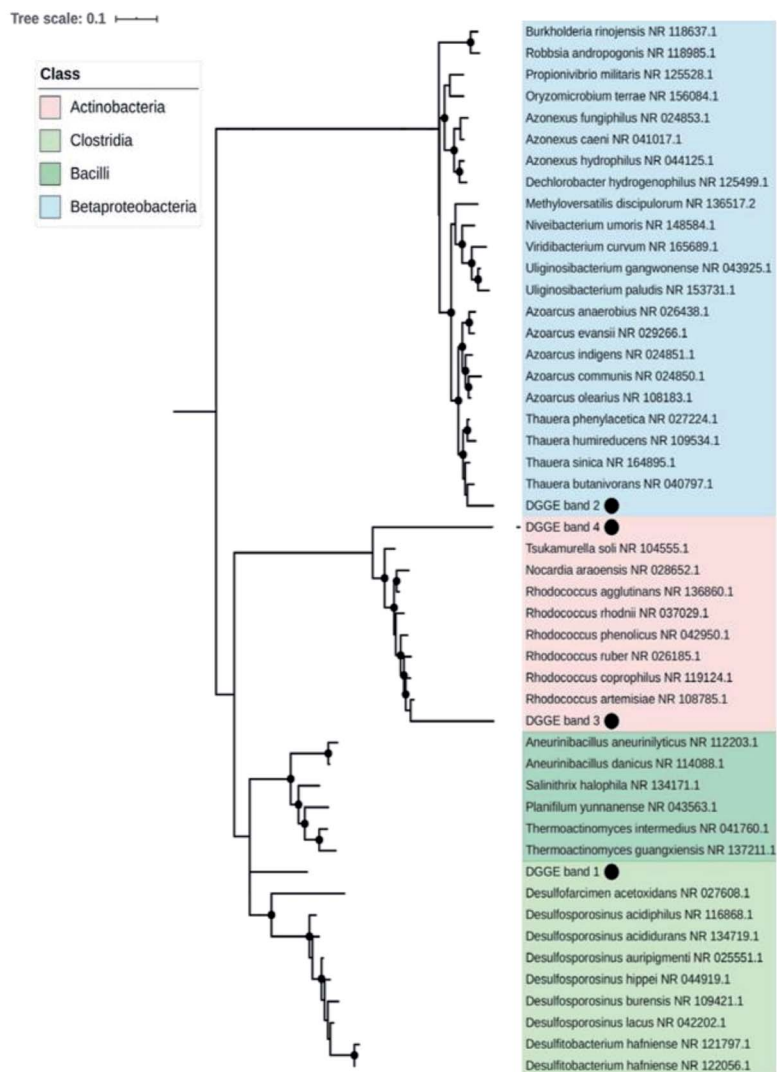 Tree scale: 0.1
Class
Actinobacteria
Clostridia
Bacilli
Betaproteobacteria
Burkholderia rinojensis NR 118637.1
Robbsia andropogonis NR 118985.1
Propionivibrio militaris NR 125528.1
Oryzomicrobium terrae NR 156084.1
Azonexus fungiphilus NR 024853.1
Azonexus caeni NR 041017.1
Azonexus hydrophilus NR 044125.1
Dechlorobacter hydrogenophilus NR 125499.1
Methyloversatilis discipulorum NR 136517.2
Niveibacterium umoris NR 148584.1
Viridibacterium curvum NR 165689.1
Uliginosibacterium gangwonense NR 043925.1
Uliginosibacterium paludis NR 153731.1
Azoarcus anaerobius NR 026438.1
Azoarcus evansii NR 029266.1
Azoarcus indigens NR 024851.1
Azoarcus communis NR 024850.1
Azoarcus olearius NR 108183.1
Thauera phenylacetica NR 027224.1
Thauera humireducens NR 109534.1
Thauera sinica NR 164895.1
Thauera butanivorans NR 040797.1
DGGE band 2
DGGE band 4
Tsukamurella soli NR 104555.1
Nocardia araoensis NR 028652.1
Rhodococcus agglutinans NR 136860.1
Rhodococcus rhodnii NR 037029.1
Rhodococcus phenolicus NR 042950.1
Rhodococcus ruber NR 026185.1
Rhodococcus coprophilus NR 119124.1
Rhodococcus artemisiae NR 108785.1
DGGE band 3
Aneurinibacillus aneurinilyticus NR 112203.1
Aneurinibacillus danicus NR 114088.1
Salinithrix halophila NR 134171.1
Planifilum yunnanense NR 043563.1
Thermoactinomyces intermedius NR 041760.1
Thermoactinomyces guangxiensis NR 137211.1
DGGE band 1
Desulfofarcimen acetoxidans NR 027608.1
Desulfosporosinus acidiphilus NR 116868.1
Desulfosporosinus acididurans NR 134719.1
Desulfosporosinus auripigmenti NR 025551.1
Desulfosporosinus hippei NR 044919.1
Desulfosporosinus burensis NR 109421.1
Desulfosporosinus lacus NR 042202.1
Desulfitobacterium hafniense NR 121797.1
Desulfitobacterium hafniense NR 122056.1